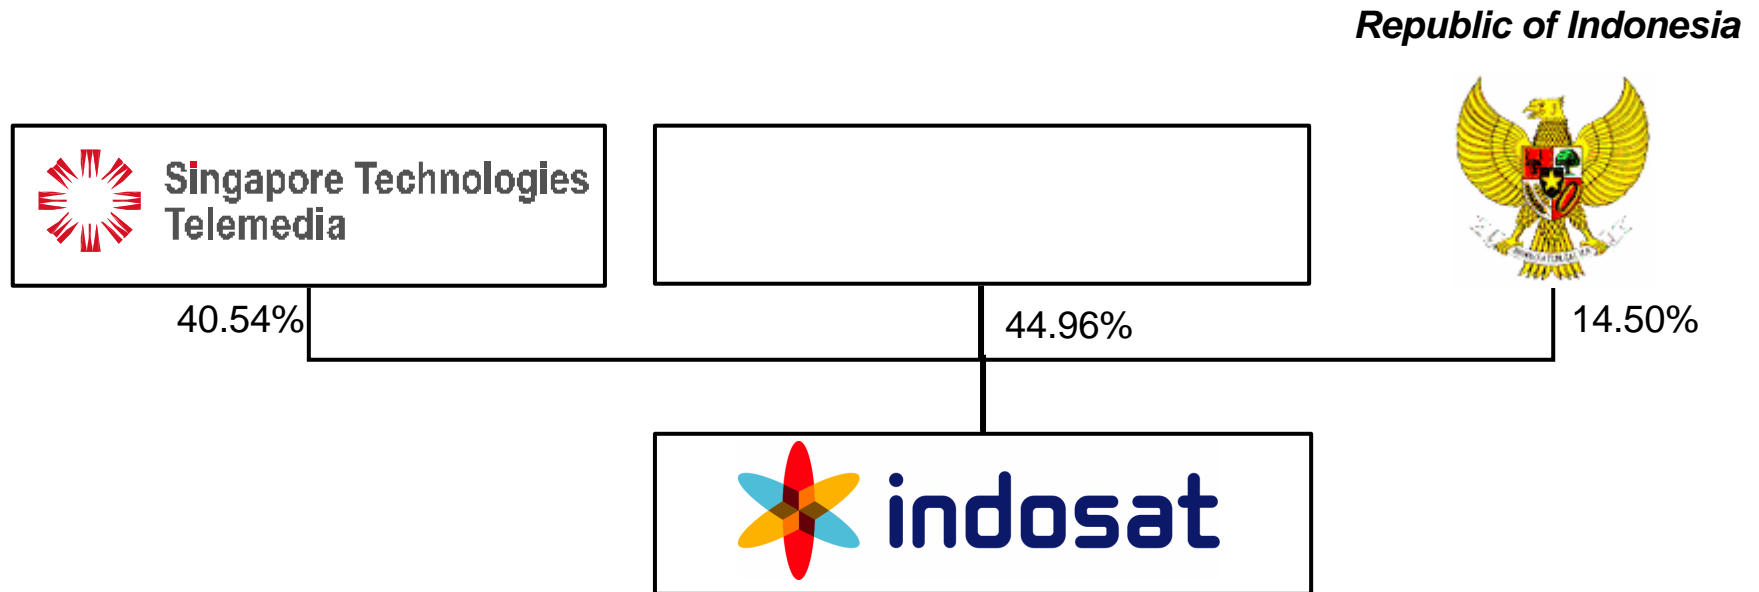 Republic of Indonesia
Singapore Technologies
Telemedia
40.54%
44.96%
14.50%
indosat